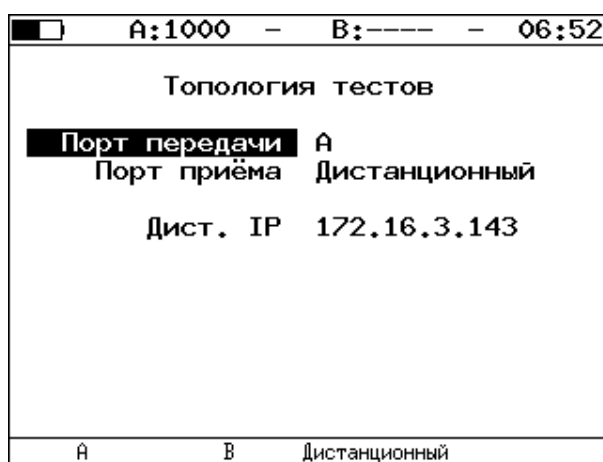 A:1000 – B:---- – 06:52
Топология тестов
Порт передачи A
Порт приёма Дистанционный
Дист. IP 172.16.3.143
A B Дистанционный